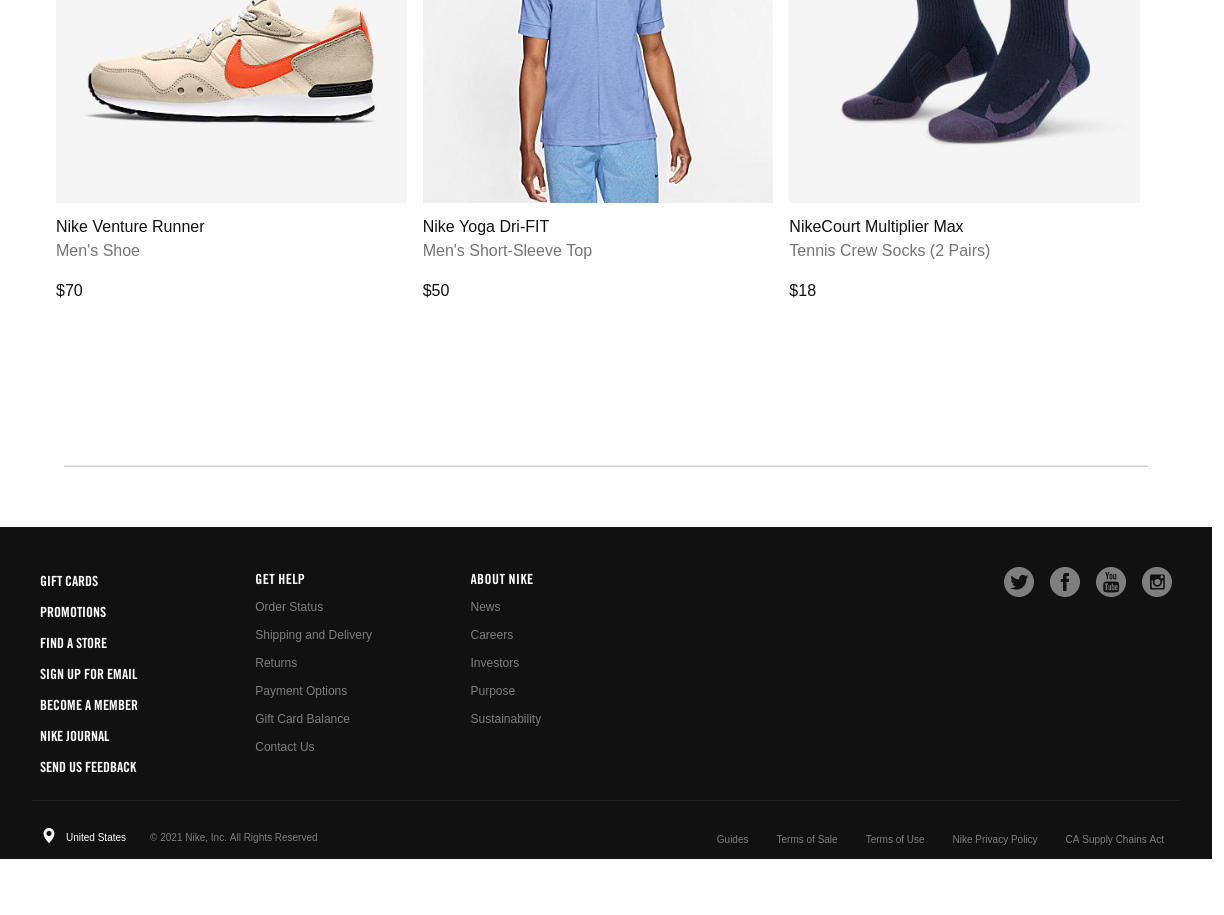 Nike Venture Runner
Men's Shoe
$70
Nike Yoga Dri-FIT
Men's Short-Sleeve Top
$50
NikeCourt Multiplier Max
Tennis Crew Socks (2 Pairs)
$18
GIFT CARDS
PROMOTIONS
FIND A STORE
SIGN UP FOR EMAIL
BECOME A MEMBER
NIKE JOURNAL
SEND US FEEDBACK
GET HELP
Order Status
Shipping and Delivery
Returns
Payment Options
Gift Card Balance
Contact Us
ABOUT NIKE
News
Careers
Investors
Purpose
Sustainability
You
Tube
United States
© 2021 Nike, Inc. All Rights Reserved
Guides
Terms of Sale
Terms of Use
Nike Privacy Policy
CA Supply Chains Act